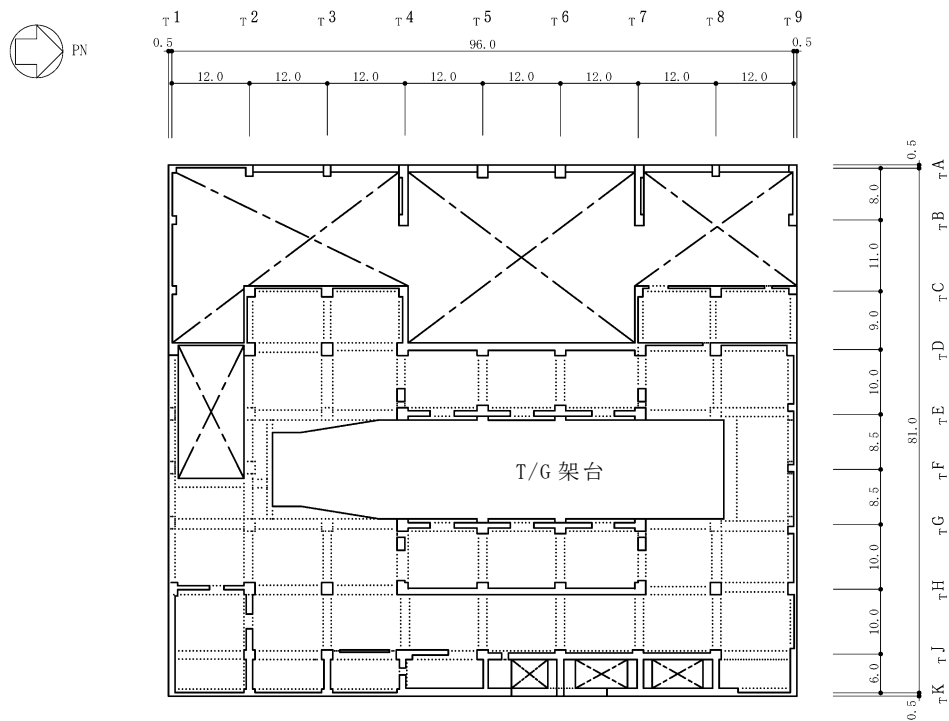 T1 T2 T3 T4 T5 T6 T7 T8 T9
PN
0.5 96.0 0.5
12.0 12.0 12.0 12.0 12.0 12.0 12.0 12.0
0.5
TA
8.0
TB
11.0
TC
9.0
TD
10.0
TE
8.5
81.0
TF
T/G 架台
8.5
TG
10.0
TH
10.0
TJ
6.0
TK
0.5